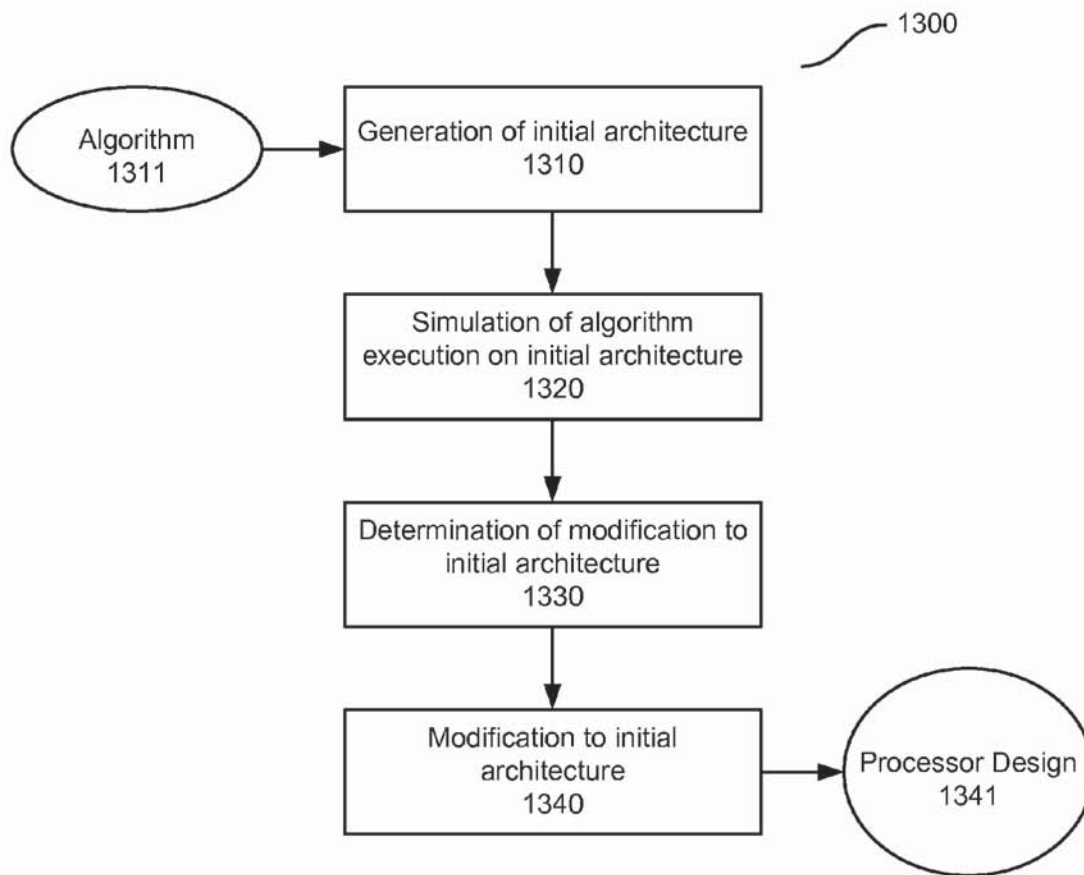 1300
Algorithm
1311
Generation of initial architecture
1310
Simulation of algorithm
execution on initial architecture
1320
Determination of modification to
initial architecture
1330
Modification to initial
architecture
1340
Processor Design
1341